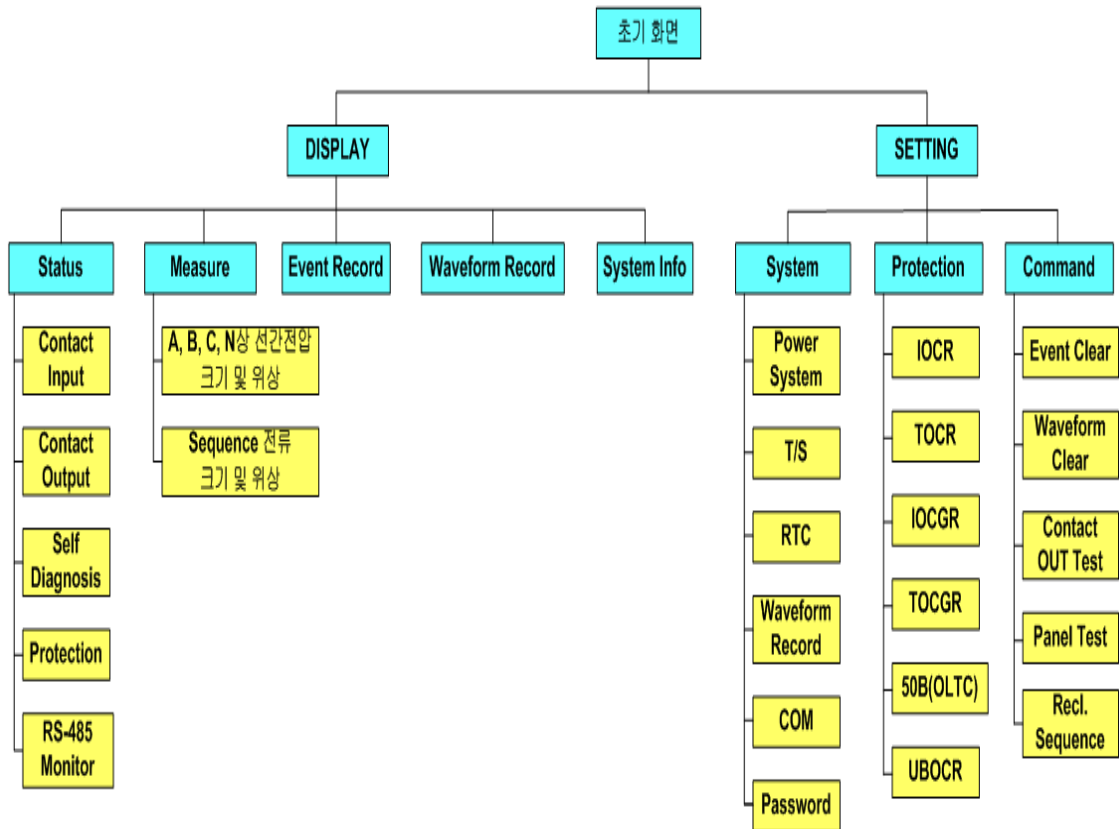 초기 화면
DISPLAY
SETTING
Status
Measure
Event Record
Waveform Record
System Info
System
Protection
Command
Contact
Input
Contact
Output
Self
Diagnosis
Protection
RS-485
Monitor
A, B, C, N상 선간전압
크기 및 위상
Sequence 전류
크기 및 위상
Power
System
T/S
RTC
Waveform
Record
COM
Password
IOCR
TOCR
IOCGR
TOCGR
50B(OLTC)
UBOCR
Event Clear
Waveform
Clear
Contact
OUT Test
Panel Test
Recl.
Sequence